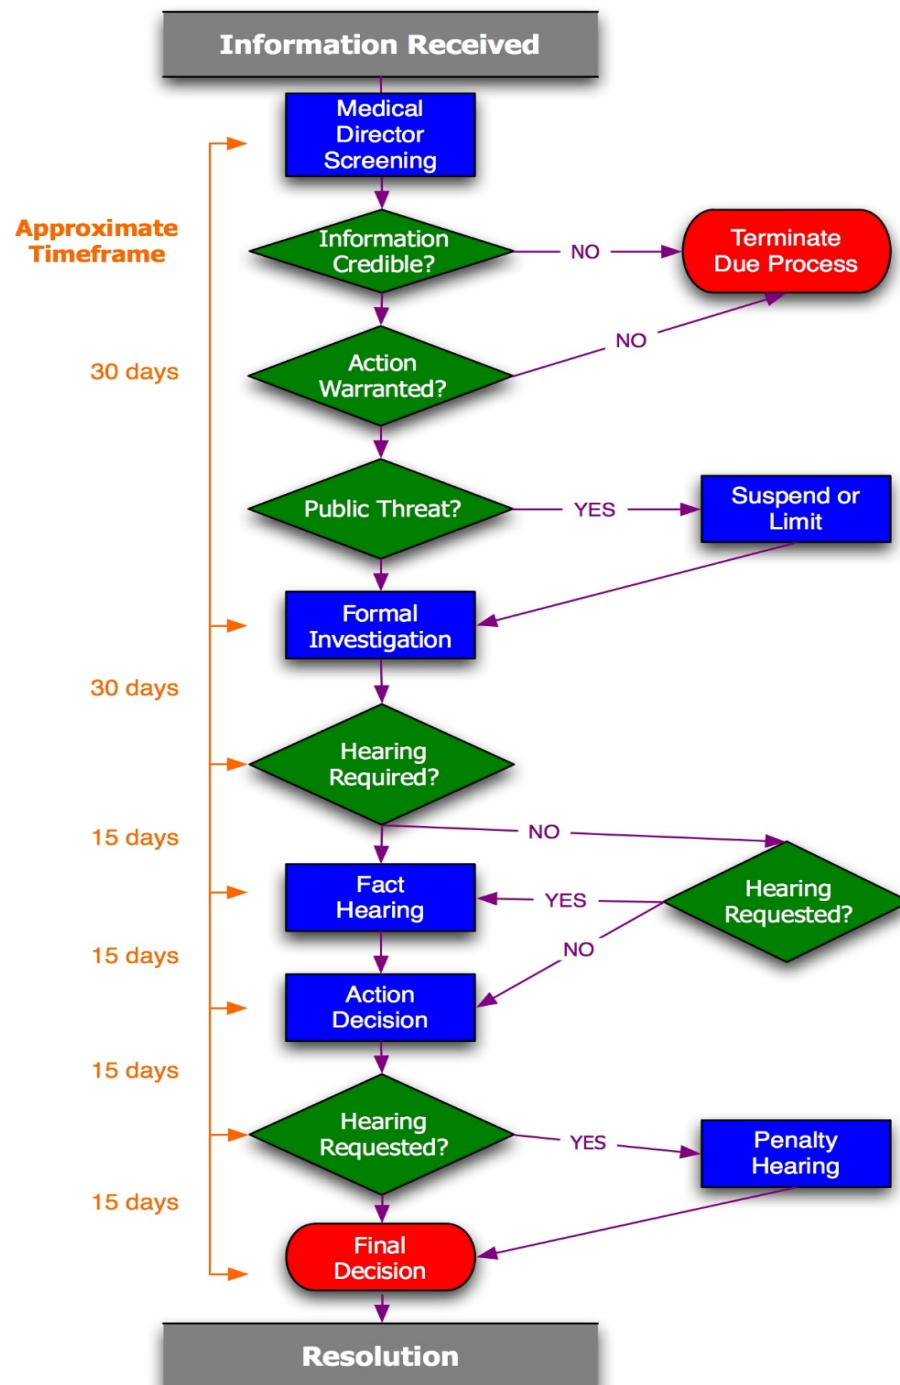 Information Received
Medical
Director
Screening
Approximate
Timeframe
Information
Credible?
NO
Terminate
Due Process
NO
30 days
Action
Warranted?
Public Threat?
YES
Suspend or
Limit
Formal
Investigation
30 days
Hearing
Required?
15 days
NO
Fact
Hearing
YES
Hearing
Requested?
15 days
NO
Action
Decision
15 days
Hearing
Requested?
YES
Penalty
Hearing
15 days
Final
Decision
Resolution